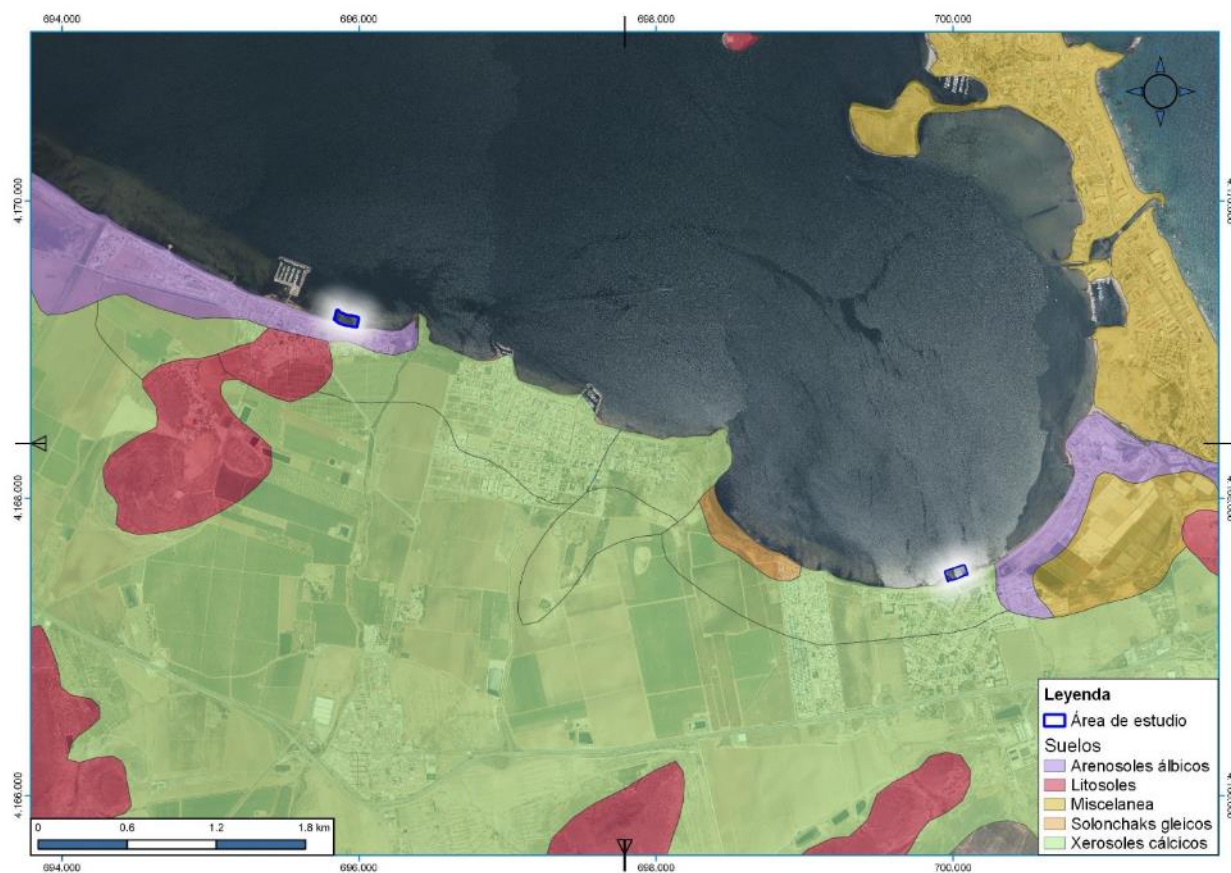 694.000 696.000 698.000 700.000
4.170.000
4.168.000
4.166.000
Leyenda
Área de estudio
Suelos
Arenosoles álbicos
Litosoles
Miscelanea
Solonchaks gleicos
Xerosoles cálcicos
0 0.6 1.2 1.8 km
694.000 696.000 698.000 700.000